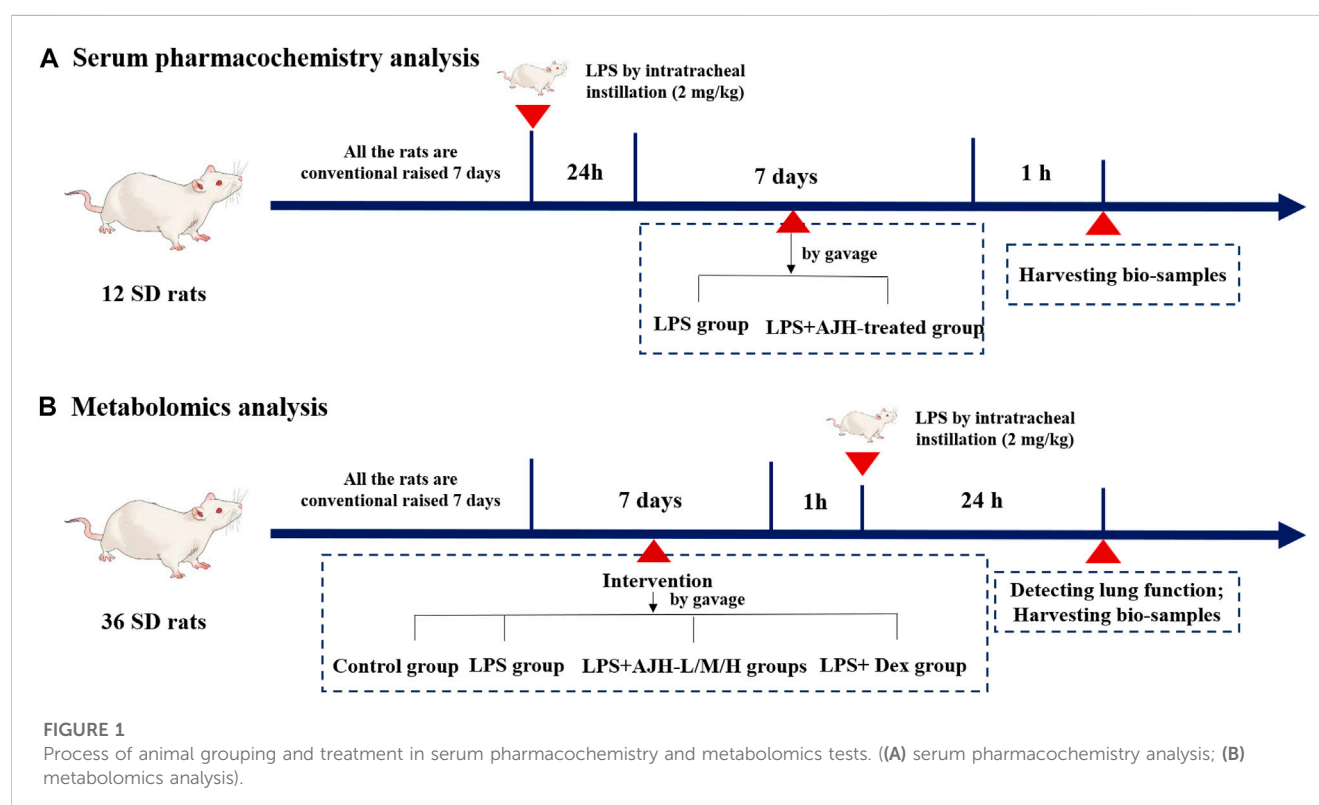 A Serum pharmacochemistry analysis
LPS by intratracheal
instillation (2 mg/kg)
All the rats are
conventional raised 7 days
24h
7 days
1 h
by gavage
12 SD rats
LPS group
LPS+AJH-treated group
Harvesting bio-samples
B Metabolomics analysis
LPS by intratracheal
instillation (2 mg/kg)
All the rats are
conventional raised 7 days
7 days
1h
24 h
36 SD rats
Intervention
by gavage
Control group
LPS group
LPS+AJH-L/M/H groups
LPS+ Dex group
Detecting lung function;
Harvesting bio-samples
FIGURE 1
Process of animal grouping and treatment in serum pharmacochemistry and metabolomics tests. ((A) serum pharmacochemistry analysis; (B)
metabolomics analysis).